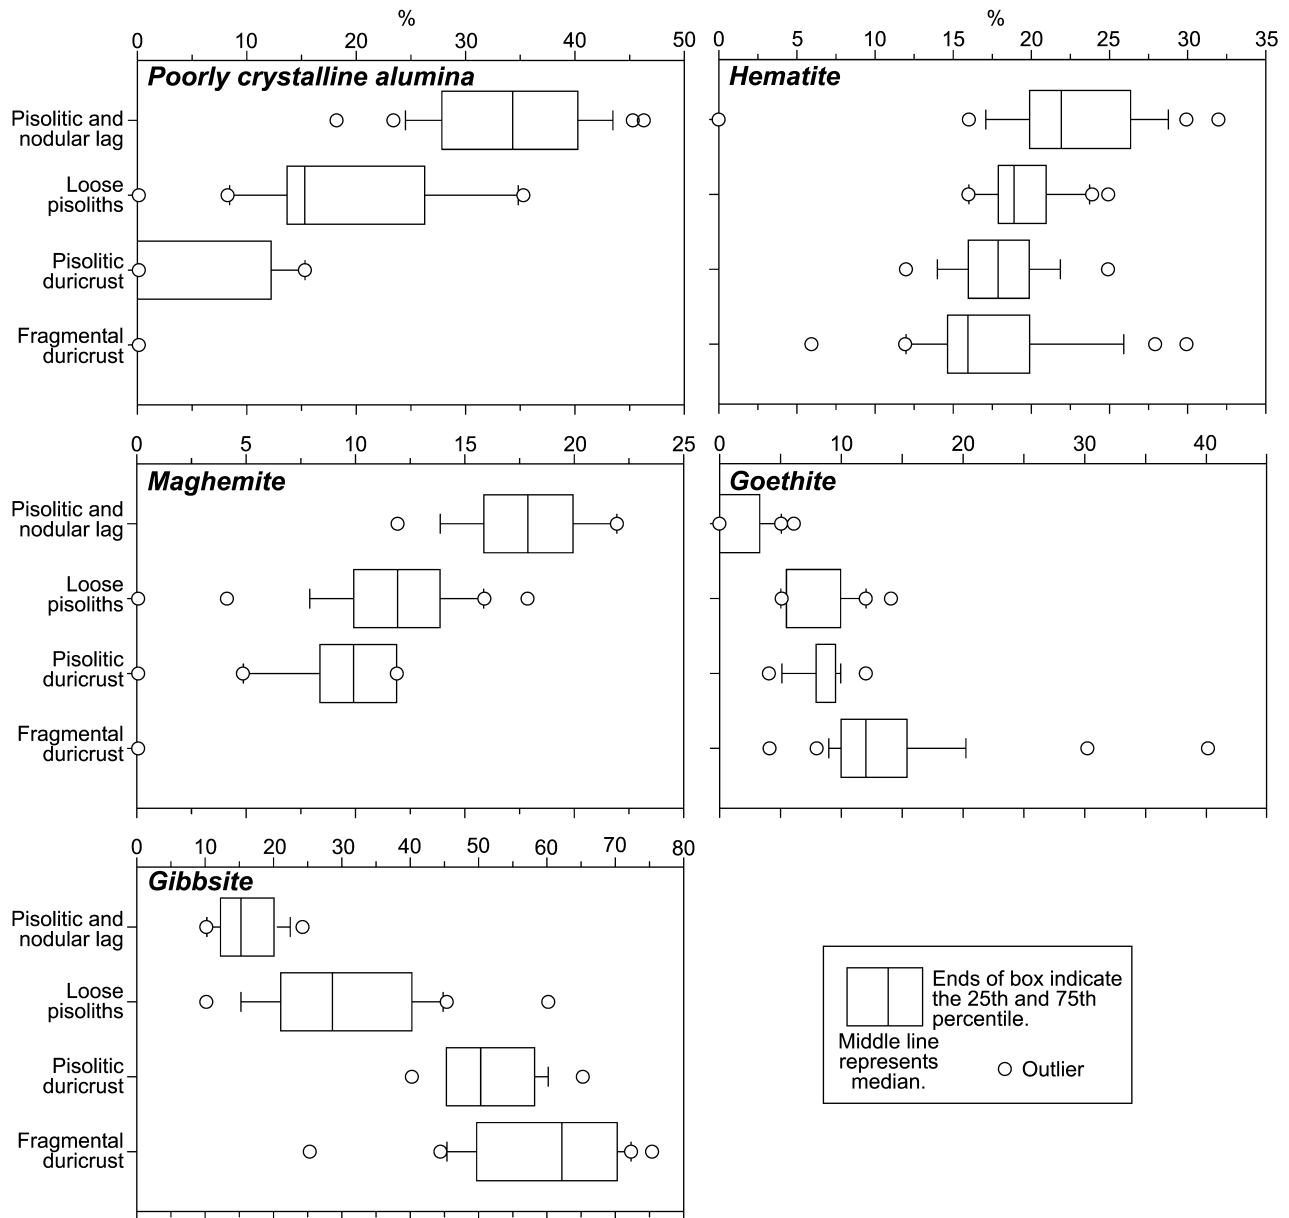 % %
0 10 20 30 40 50 0 5 10 15 20 25 30 35
Poorly crystalline alumina Hematite
Pisolitic and
nodular lag
Loose
pisoliths
Pisolitic
duricrust
Fragmental
duricrust
0 5 10 15 20 25 0 10 20 30 40
Maghemite Goethite
Pisolitic and
nodular lag
Loose
pisoliths
Pisolitic
duricrust
Fragmental
duricrust
0 10 20 30 40 50 60 70 80
Gibbsite
Pisolitic and
nodular lag
Loose
pisoliths
Pisolitic
duricrust
Fragmental
duricrust
Ends of box indicate
the 25th and 75th
percentile.
Middle line
represents
median.
Outlier